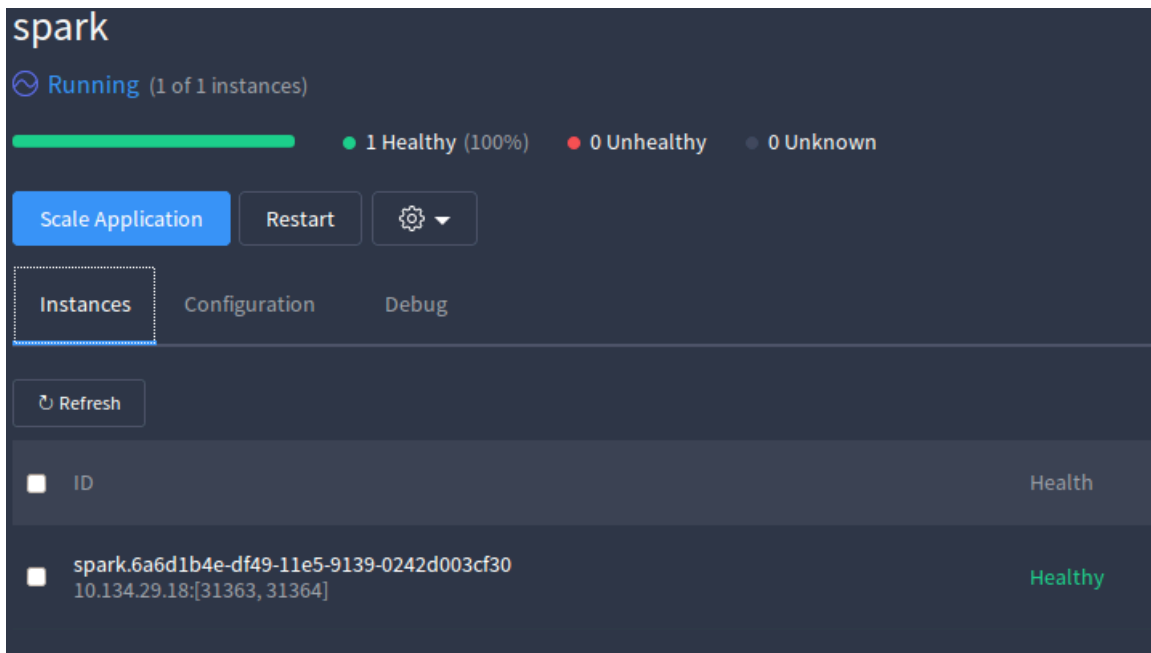 spark
Running (1 of 1 instances)
1 Healthy (100%) 0 Unhealthy 0 Unknown
Scale Application Restart
Instances Configuration Debug
Refresh
ID Health
spark.6a6d1b4e-df49-11e5-9139-0242d003cf30
10.134.29.18:[31363, 31364]
Healthy